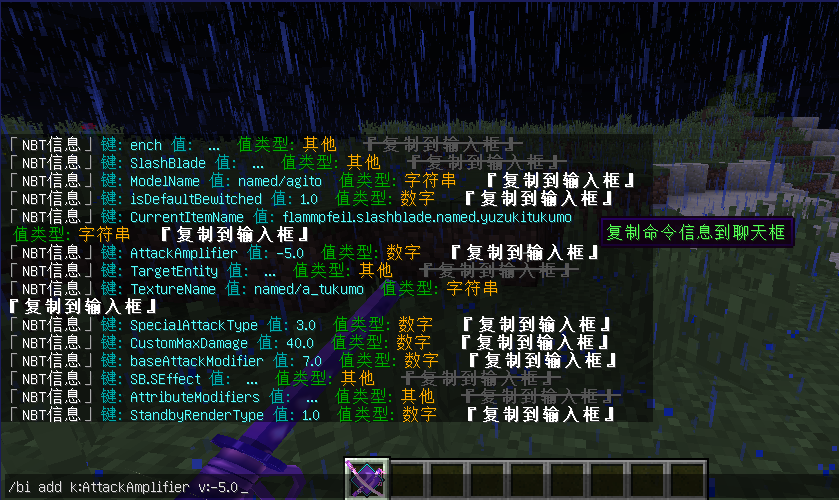 「NBT信息」键: ench 值: ... 值类型: 其他 『复制到输入框』
「NBT信息」键: SlashBlade 值: ... 值类型: 其他 『复制到输入框』
「NBT信息」键: ModelName 值: named/agito 值类型: 字符串 『复制到输入框』
「NBT信息」键: isDefaultBewitched 值: 1.0 值类型: 数字 『复制到输入框』
「NBT信息」键: CurrentItemName 值: flammpfeil.slashblade.named.yuzukitukumo
值类型: 字符串 『复制到输入框』
复制命令信息到聊天框
「NBT信息」键: AttackAmplifier 值: -5.0 值类型: 数字 『复制到输入框』
「NBT信息」键: TargetEntity 值: ... 值类型: 其他 『复制到输入框』
「NBT信息」键: TextureName 值: named/a_tukumo 值类型: 字符串
『复制到输入框』
「NBT信息」键: SpecialAttackType 值: 3.0 值类型: 数字 『复制到输入框』
「NBT信息」键: CustomMaxDamage 值: 40.0 值类型: 数字 『复制到输入框』
「NBT信息」键: baseAttackModifier 值: 7.0 值类型: 数字 『复制到输入框』
「NBT信息」键: SB.SEffect 值: ... 值类型: 其他 『复制到输入框』
「NBT信息」键: AttributeModifiers 值: ... 值类型: 其他 『复制到输入框』
「NBT信息」键: StandbyRenderType 值: 1.0 值类型: 数字 『复制到输入框』
/bi add k:AttackAmplifier v:-5.0_